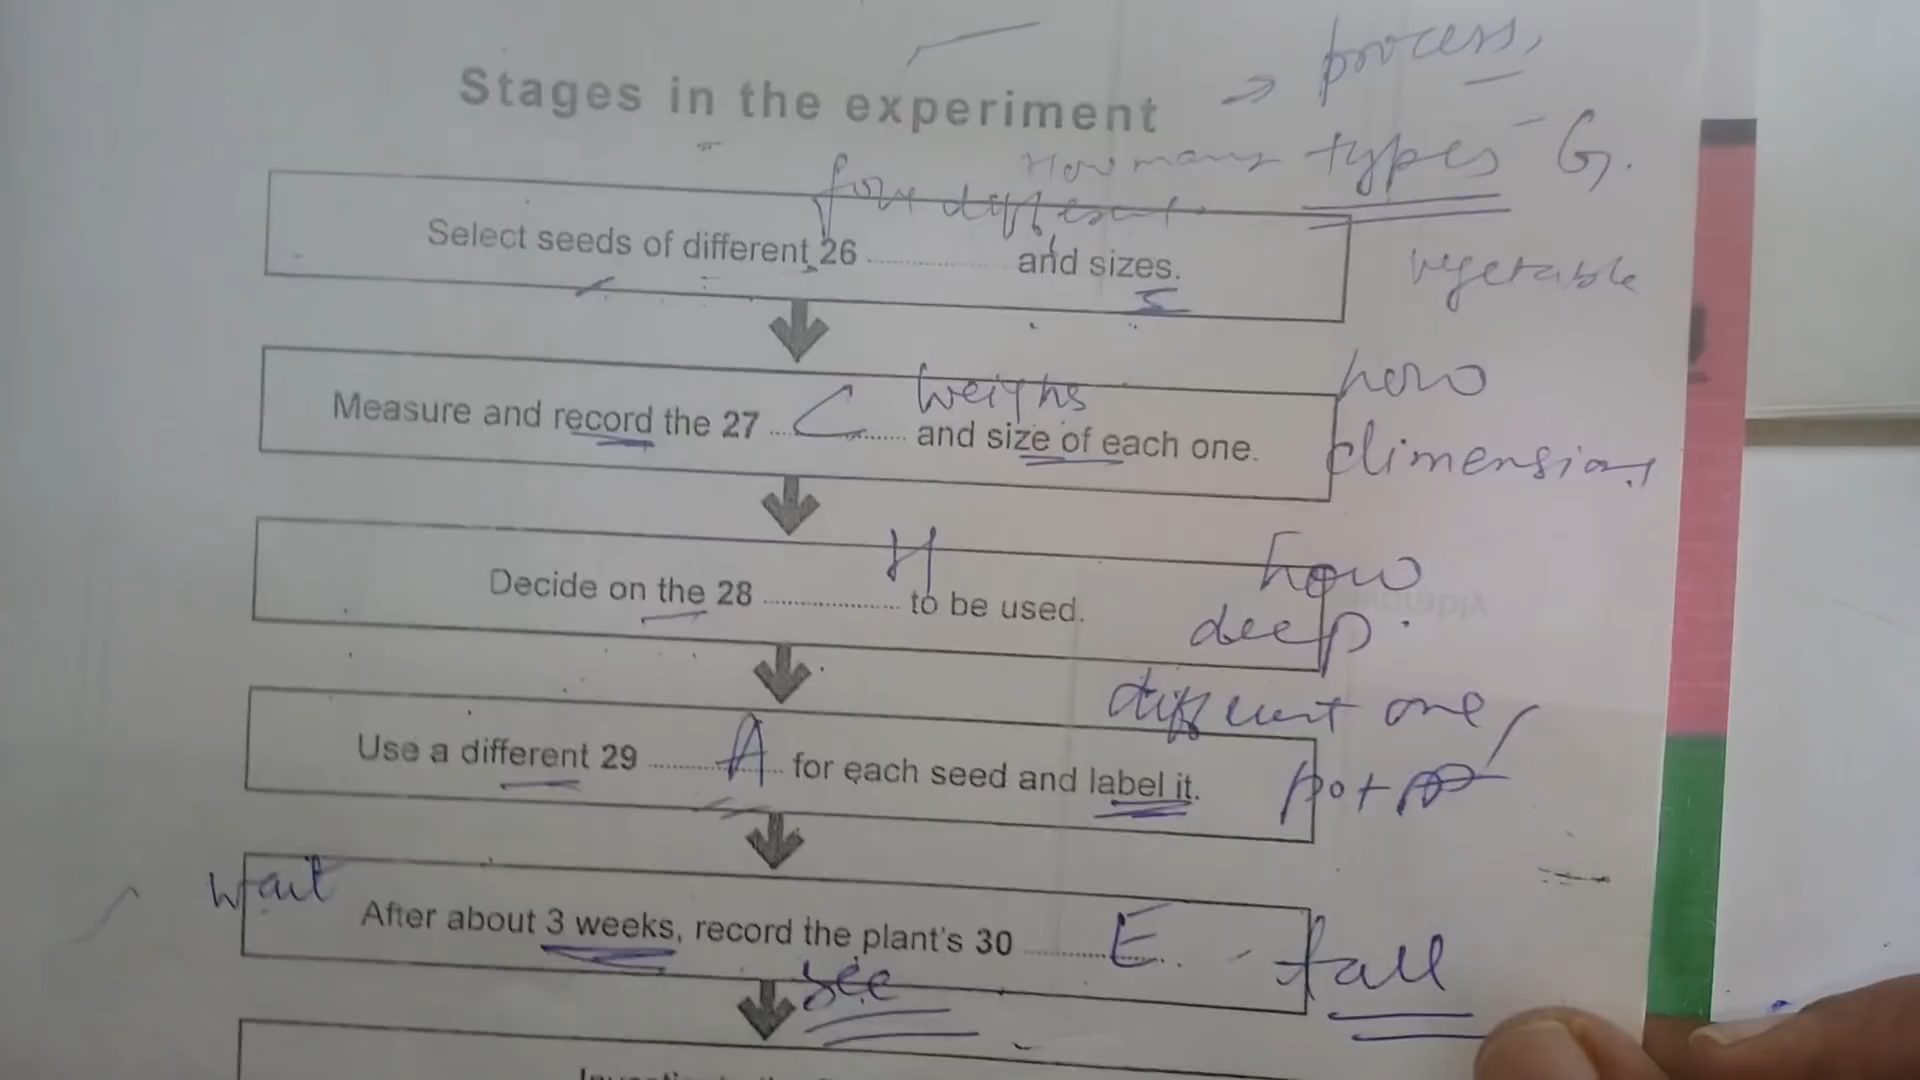 process,
Stages in the experiment
How many types - G.
four different
Select seeds of different 26 .................. and sizes.
vegetable
weighs
how
Measure and record the 27 .... C .... and size of each one.
dimensions
H
how
Decide on the 28 .................. to be used.
deep.
different one
Use a different 29 .......... A .. for each seed and label it.
pot
wait
After about 3 weeks, record the plant's 30 .......... E.
tall
see